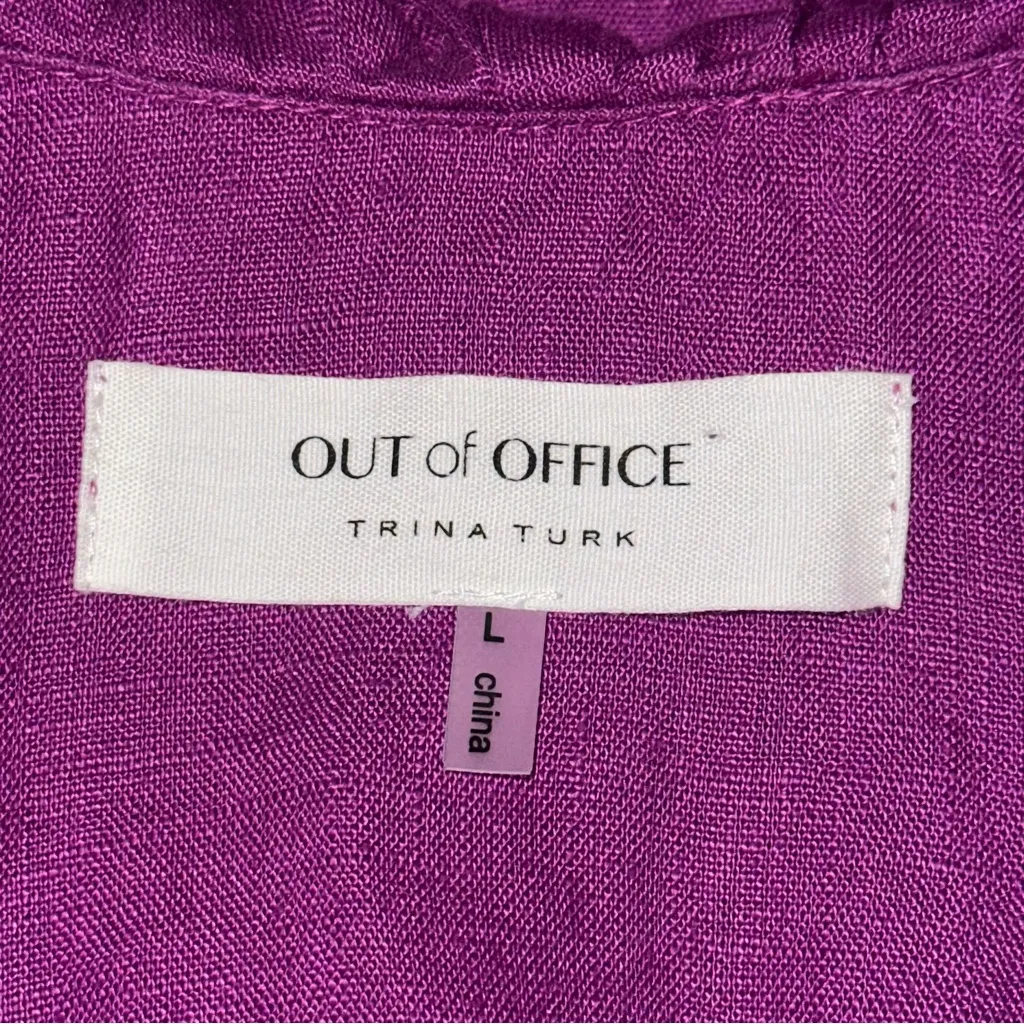 OUT of OFFICE
TRINA TURK
L china